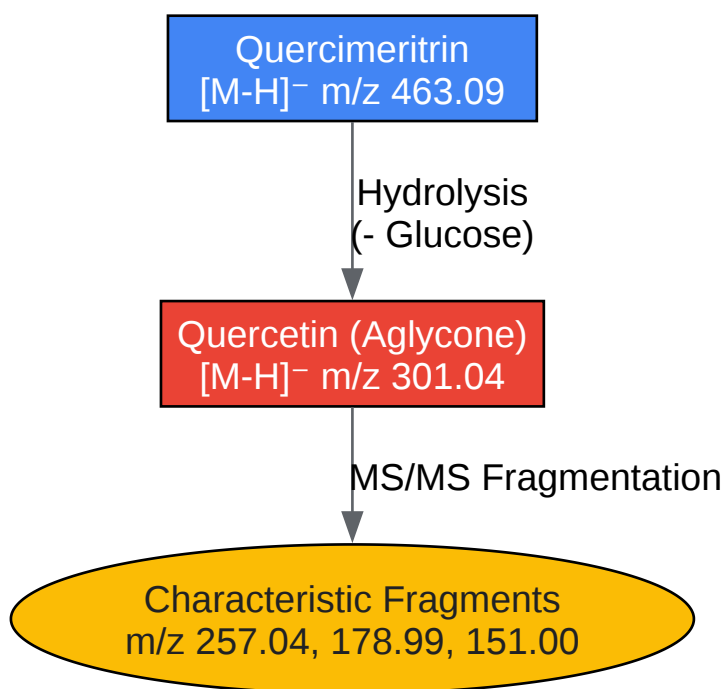 Quercimeritrin
[M-H]⁻ m/z 463.09
Hydrolysis
(- Glucose)
Quercetin (Aglycone)
[M-H]⁻ m/z 301.04
MS/MS Fragmentation
Characteristic Fragments
m/z 257.04, 178.99, 151.00